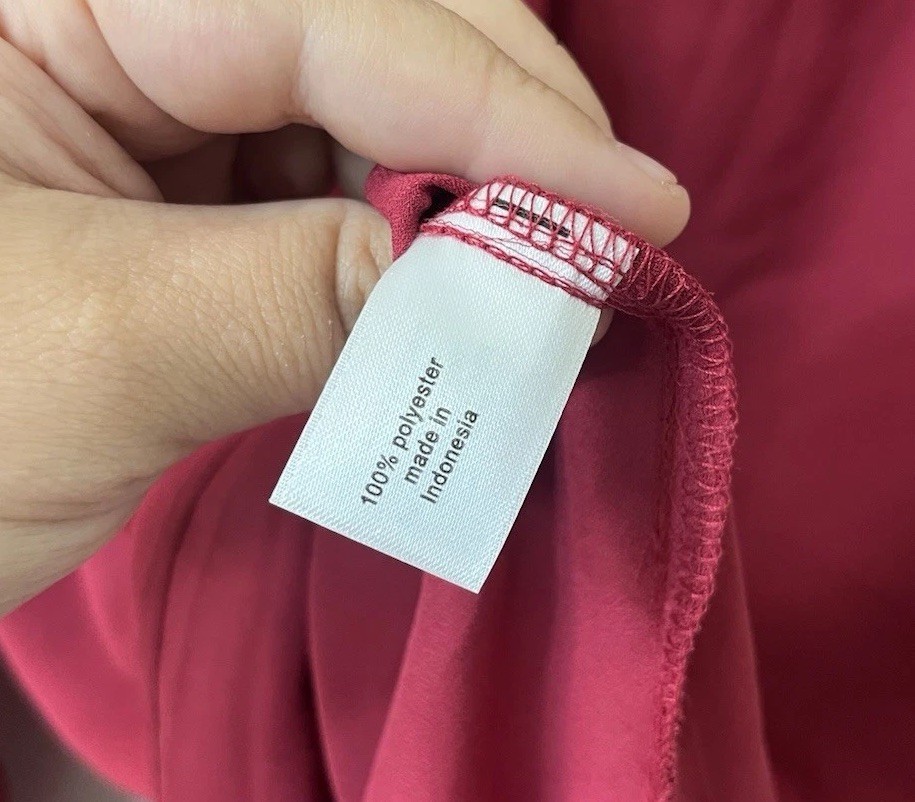 100% polyester
made in
Indonesia